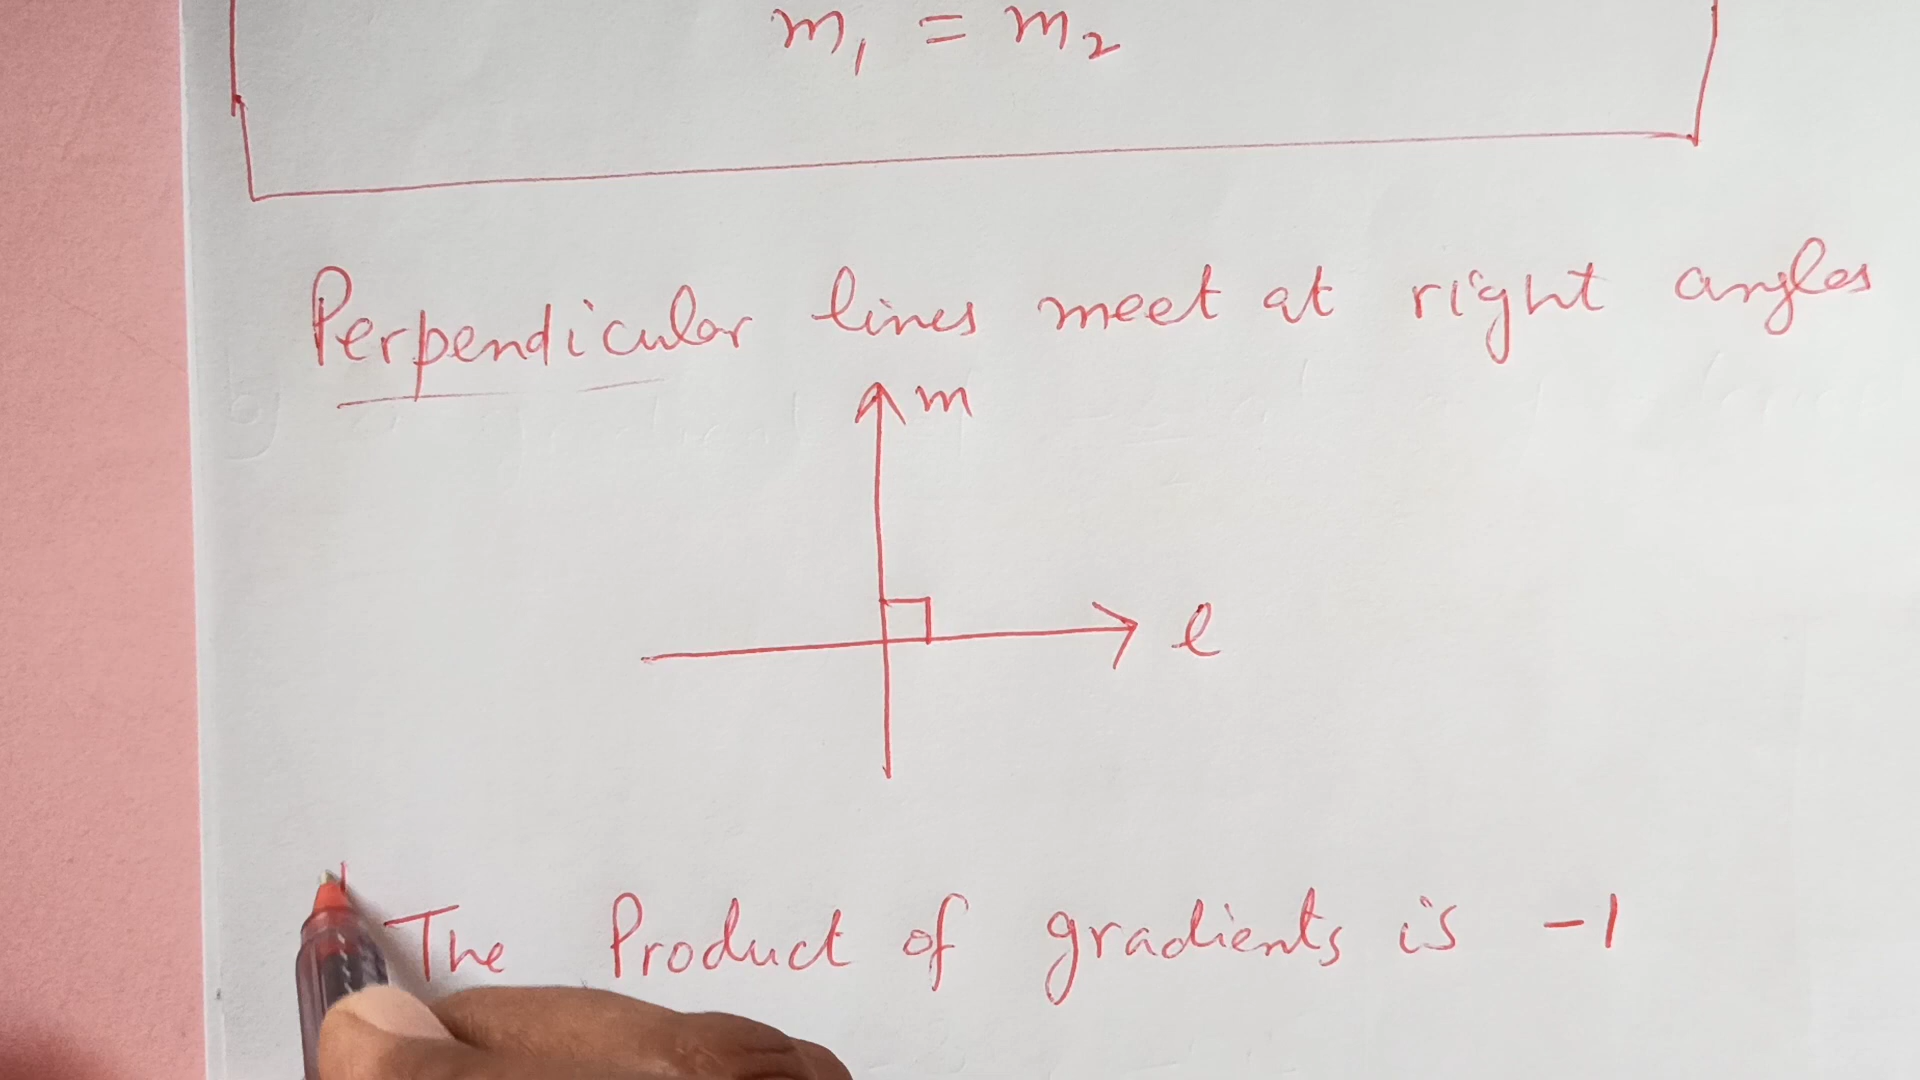 m₁ = m₂
Perpendicular lines meet at right angles
m
l
The Product of gradients is -1